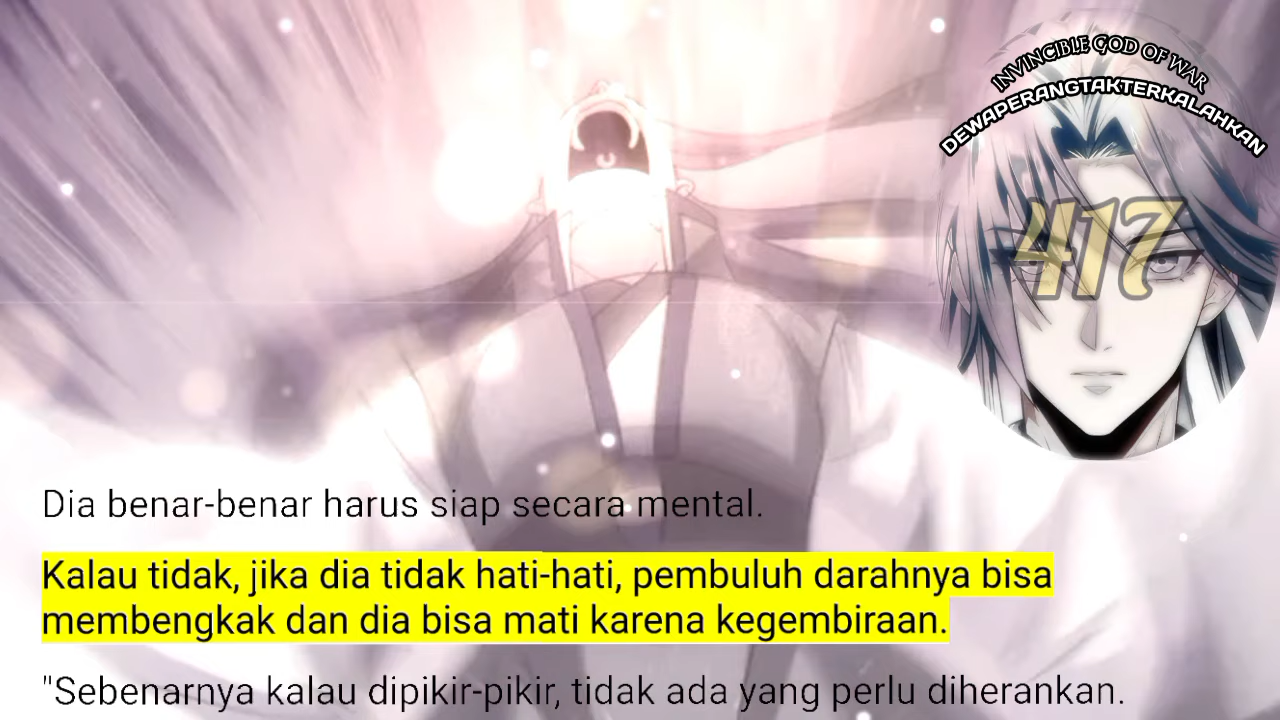 INVINCIBLE GOD OF WAR
DEWAPERANGTAKTERKALAHKAN
417
Dia benar-benar harus siap secara mental.
Kalau tidak, jika dia tidak hati-hati, pembuluh darahnya bisa
membengkak dan dia bisa mati karena kegembiraan.
"Sebenarnya kalau dipikir-pikir, tidak ada yang perlu diherankan.